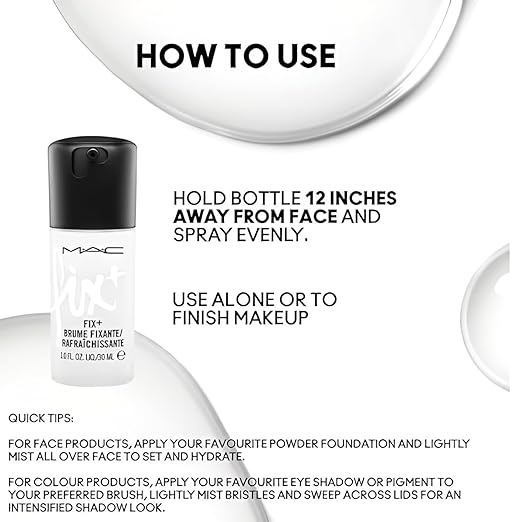 HOW TO USE
HOLD BOTTLE 12 INCHES
AWAY FROM FACE AND
SPRAY EVENLY.
USE ALONE OR TO
FINISH MAKEUP
M·A·C
fix+
FIX+
BRUME FIXANTE/
RAFRAÎCHISSANTE
1.0 FL. OZ. LIQ/30 ML ℮
QUICK TIPS:
FOR FACE PRODUCTS, APPLY YOUR FAVOURITE POWDER FOUNDATION AND LIGHTLY
MIST ALL OVER FACE TO SET AND HYDRATE.
FOR COLOUR PRODUCTS, APPLY YOUR FAVOURITE EYE SHADOW OR PIGMENT TO
YOUR PREFERRED BRUSH, LIGHTLY MIST BRISTLES AND SWEEP ACROSS LIDS FOR AN
INTENSIFIED SHADOW LOOK.